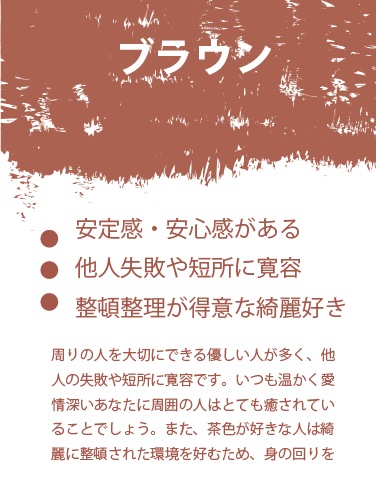 ブラウン
安定感・安心感がある
他人失敗や短所に寛容
整頓整理が得意な綺麗好き
周りの人を大切にできる優しい人が多く、他
人の失敗や短所に寛容です。いつも温かく愛
情深いあなたに周囲の人はとても癒されてい
ることでしょう。また、茶色が好きな人は綺
麗に整頓された環境を好むため、身の回りを